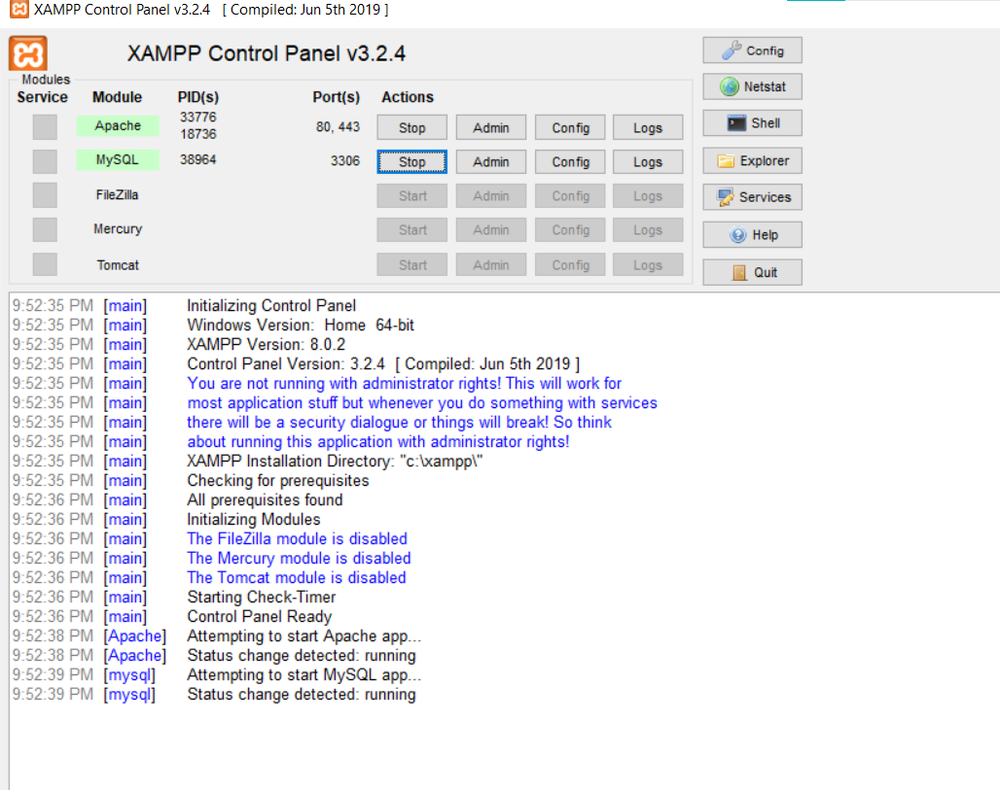 XAMPP Control Panel v3.2.4 [ Compiled: Jun 5th 2019 ]
XAMPP Control Panel v3.2.4
Modules
Service Module PID(s) Port(s) Actions
Apache 33776 18736 80, 443 Stop Admin Config Logs
MySQL 38964 3306 Stop Admin Config Logs
FileZilla Start Admin Config Logs
Mercury Start Admin Config Logs
Tomcat Start Admin Config Logs
Config
Netstat
Shell
Explorer
Services
Help
Quit
9:52:35 PM [main] Initializing Control Panel
9:52:35 PM [main] Windows Version: Home 64-bit
9:52:35 PM [main] XAMPP Version: 8.0.2
9:52:35 PM [main] Control Panel Version: 3.2.4 [ Compiled: Jun 5th 2019 ]
9:52:35 PM [main] You are not running with administrator rights! This will work for
9:52:35 PM [main] most application stuff but whenever you do something with services
9:52:35 PM [main] there will be a security dialogue or things will break! So think
9:52:35 PM [main] about running this application with administrator rights!
9:52:35 PM [main] XAMPP Installation Directory: "c:\xampp\"
9:52:35 PM [main] Checking for prerequisites
9:52:36 PM [main] All prerequisites found
9:52:36 PM [main] Initializing Modules
9:52:36 PM [main] The FileZilla module is disabled
9:52:36 PM [main] The Mercury module is disabled
9:52:36 PM [main] The Tomcat module is disabled
9:52:36 PM [main] Starting Check-Timer
9:52:36 PM [main] Control Panel Ready
9:52:38 PM [Apache] Attempting to start Apache app...
9:52:38 PM [Apache] Status change detected: running
9:52:39 PM [mysql] Attempting to start MySQL app...
9:52:39 PM [mysql] Status change detected: running